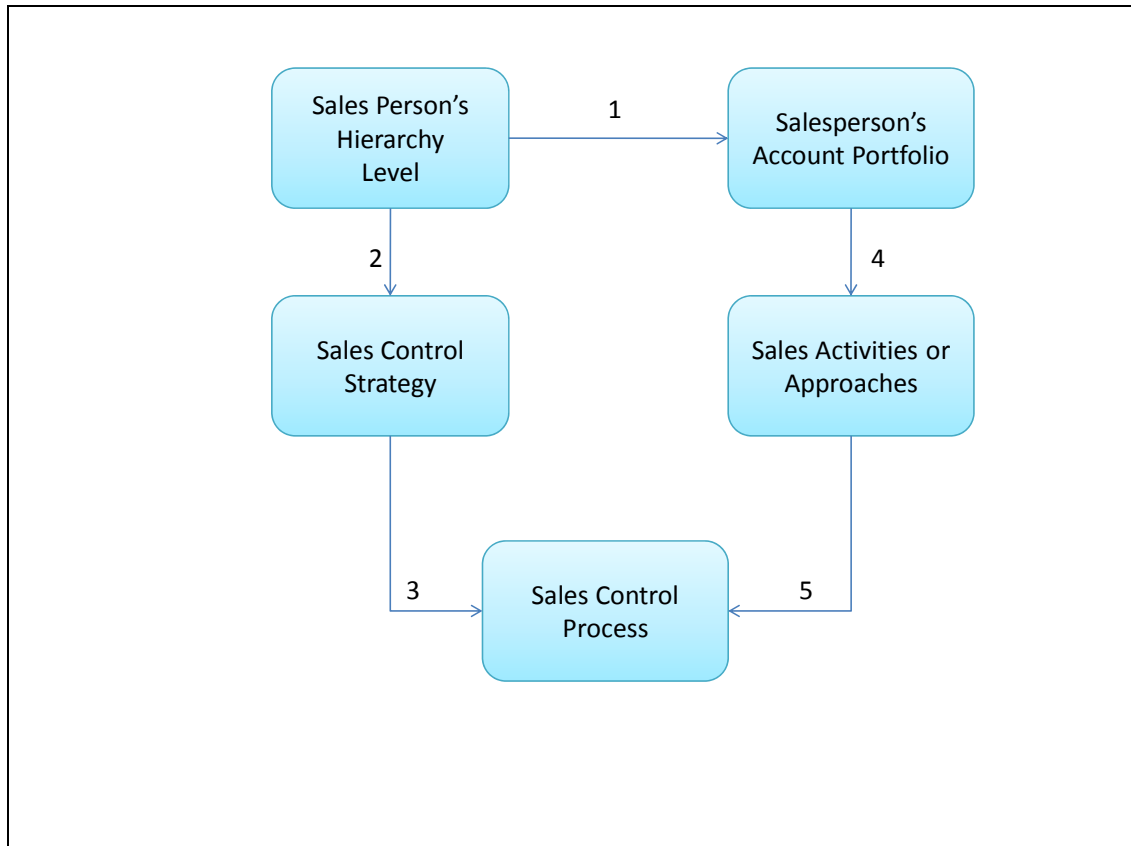 Sales Person's
Hierarchy
Level
1
Salesperson's
Account Portfolio
2
4
Sales Control
Strategy
Sales Activities or
Approaches
3
5
Sales Control
Process